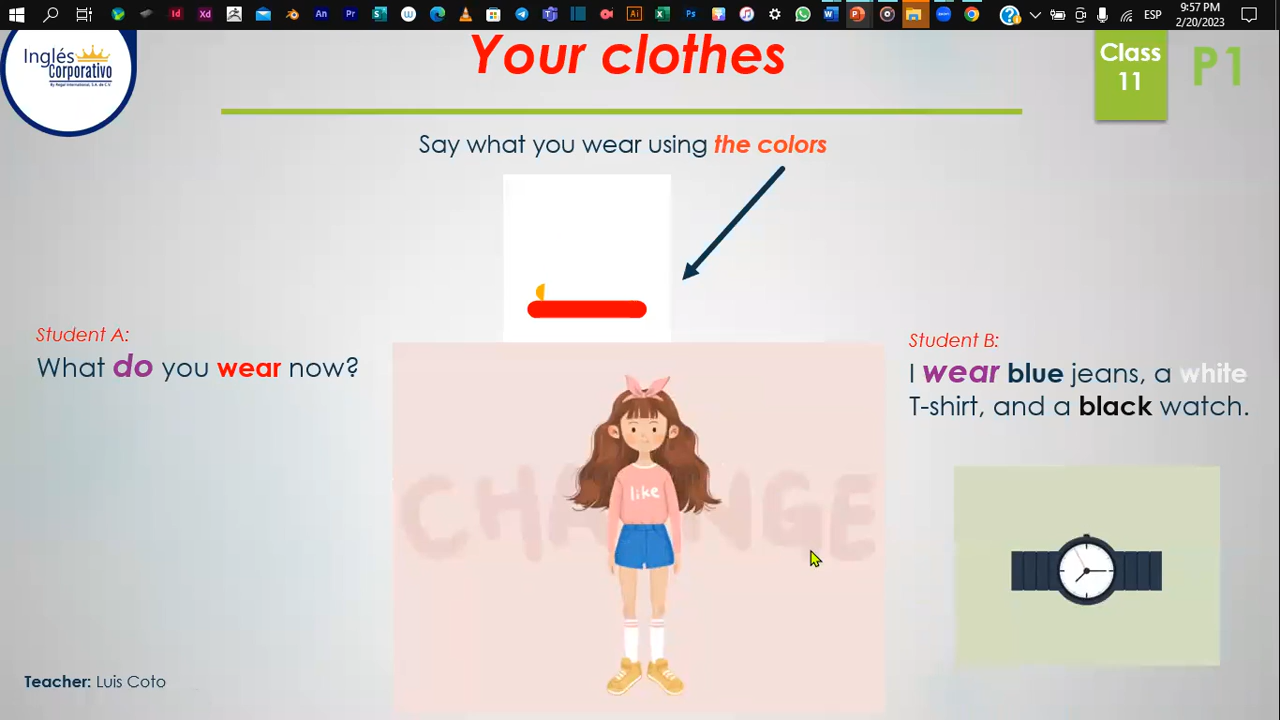 9:57 PM
ESP
2/20/2023
Inglés
Corporativo
Your clothes
Class
11
P1
Say what you wear using the colors
Student A:
What do you wear now?
Student B:
I wear blue jeans, a white
T-shirt, and a black watch.
CHANGE
like
Teacher: Luis Coto